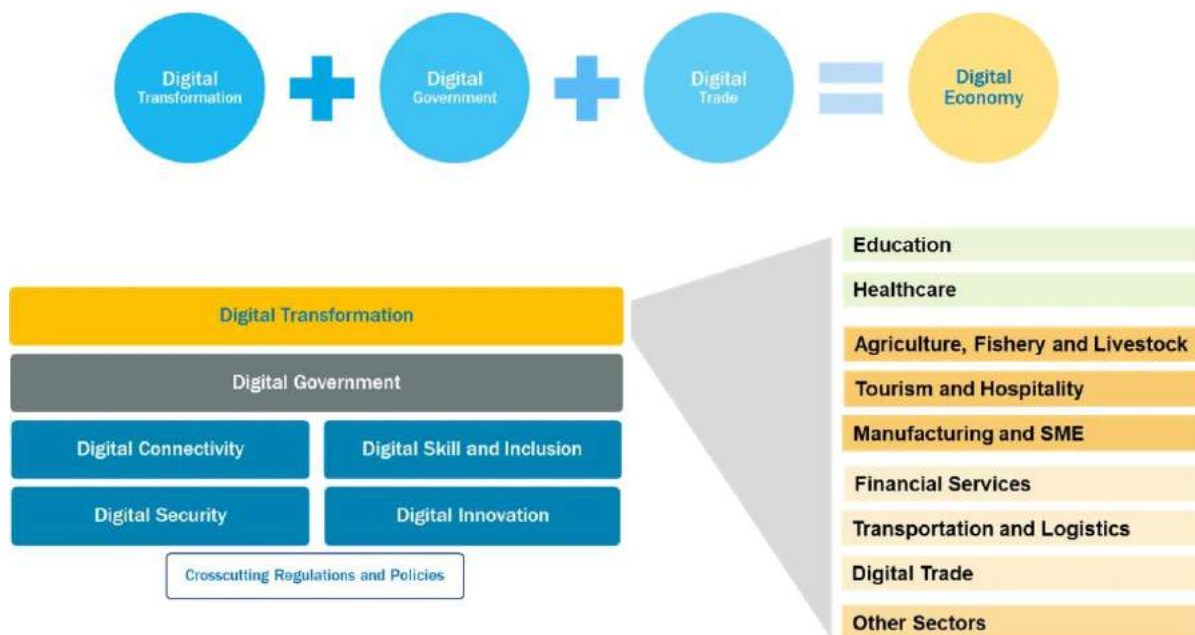 Digital
Transformation
Digital
Government
Digital
Trade
Digital
Economy
Digital Transformation
Digital Government
Digital Connectivity
Digital Skill and Inclusion
Digital Security
Digital Innovation
Crosscutting Regulations and Policies
Education
Healthcare
Agriculture, Fishery and Livestock
Tourism and Hospitality
Manufacturing and SME
Financial Services
Transportation and Logistics
Digital Trade
Other Sectors